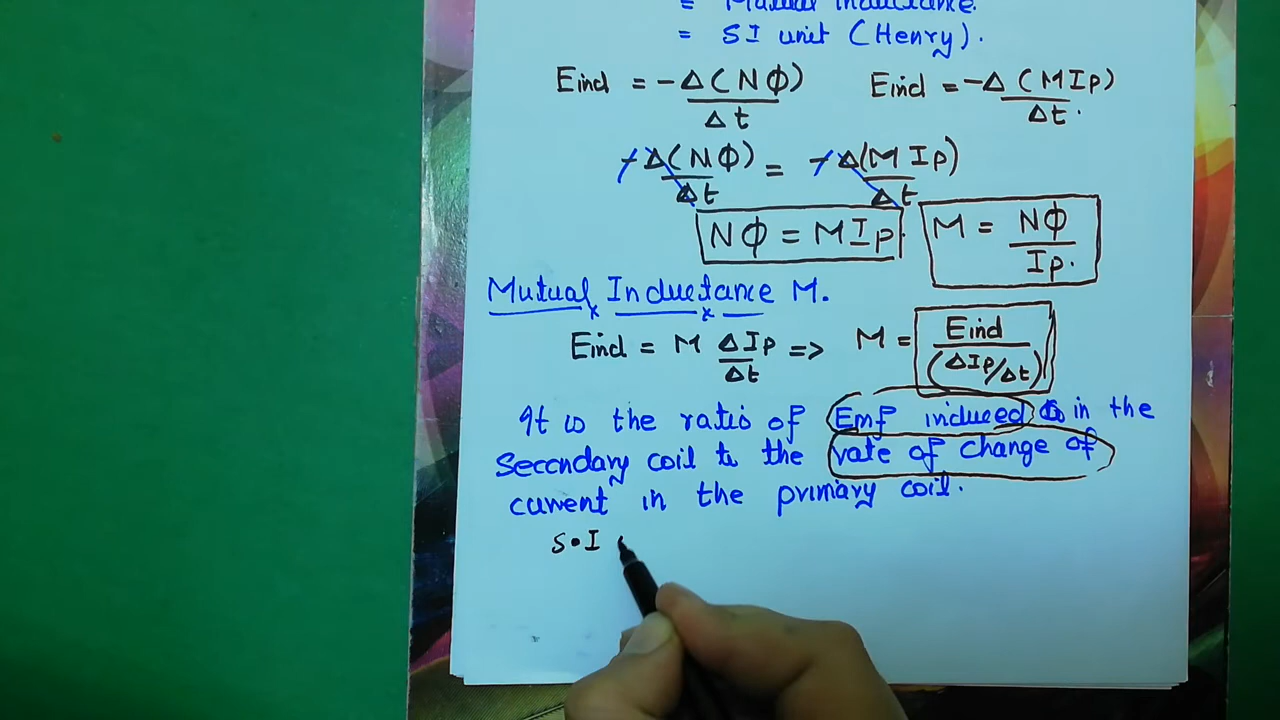 = Mutual Inductance.
= SI unit (Henry).
Eind = -Δ(NΦ)/Δt Eind = -Δ(MIp)/Δt.
-Δ(NΦ)/Δt = -Δ(MIp)/Δt
NΦ = MIp M = NΦ/Ip.
Mutual Inductance M.
Eind = M ΔIp/Δt => M = Eind/(ΔIp/Δt)
It is the ratio of Emf induced in the
Secondary coil to the rate of change of
current in the primary coil.
S•I